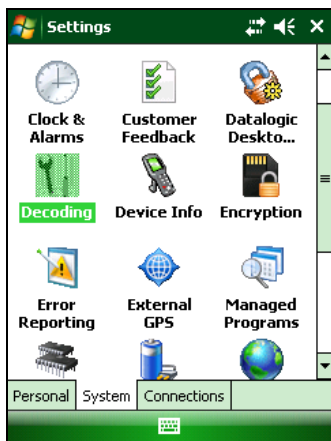 Settings
Clock & Customer Datalogic
Alarms Feedback Deskto...
Decoding Device Info Encryption
Error External Managed
Reporting GPS Programs
Personal System Connections